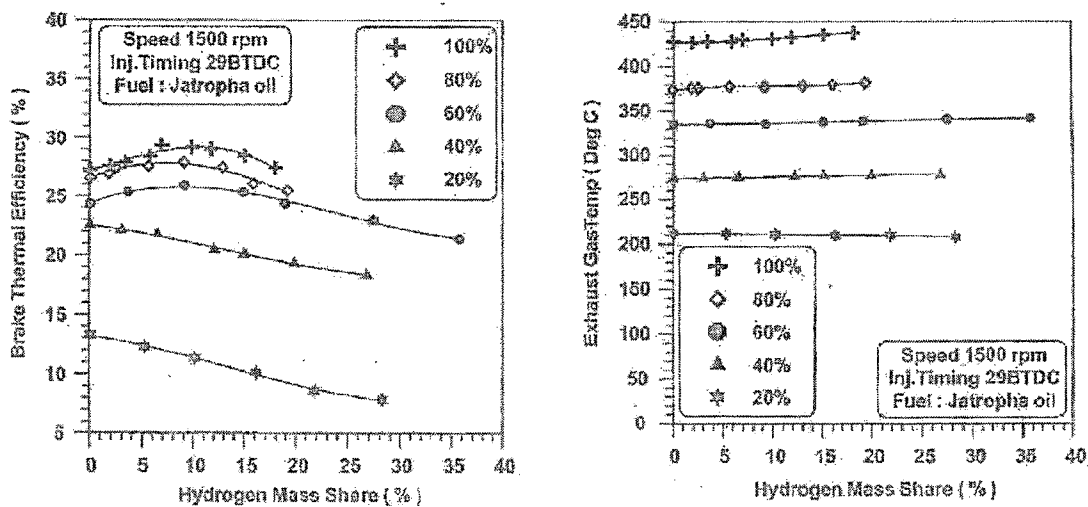 40
35
30
25
20
15
10
5
Brake Thermal Efficiency ( % )
Speed 1500 rpm
Inj.Timing 29BTDC
Fuel : Jatropha oil
100%
80%
60%
40%
20%
0 5 10 15 20 25 30 35 40
Hydrogen Mass Share ( % )
450
400
350
300
250
200
150
100
50
0
Exhaust GasTemp ( Deg C )
100%
80%
60%
40%
20%
Speed 1500 rpm
Inj.Timing 29BTDC
Fuel : Jatropha oil
0 5 10 15 20 25 30 35 40
Hydrogen Mass Share ( % )